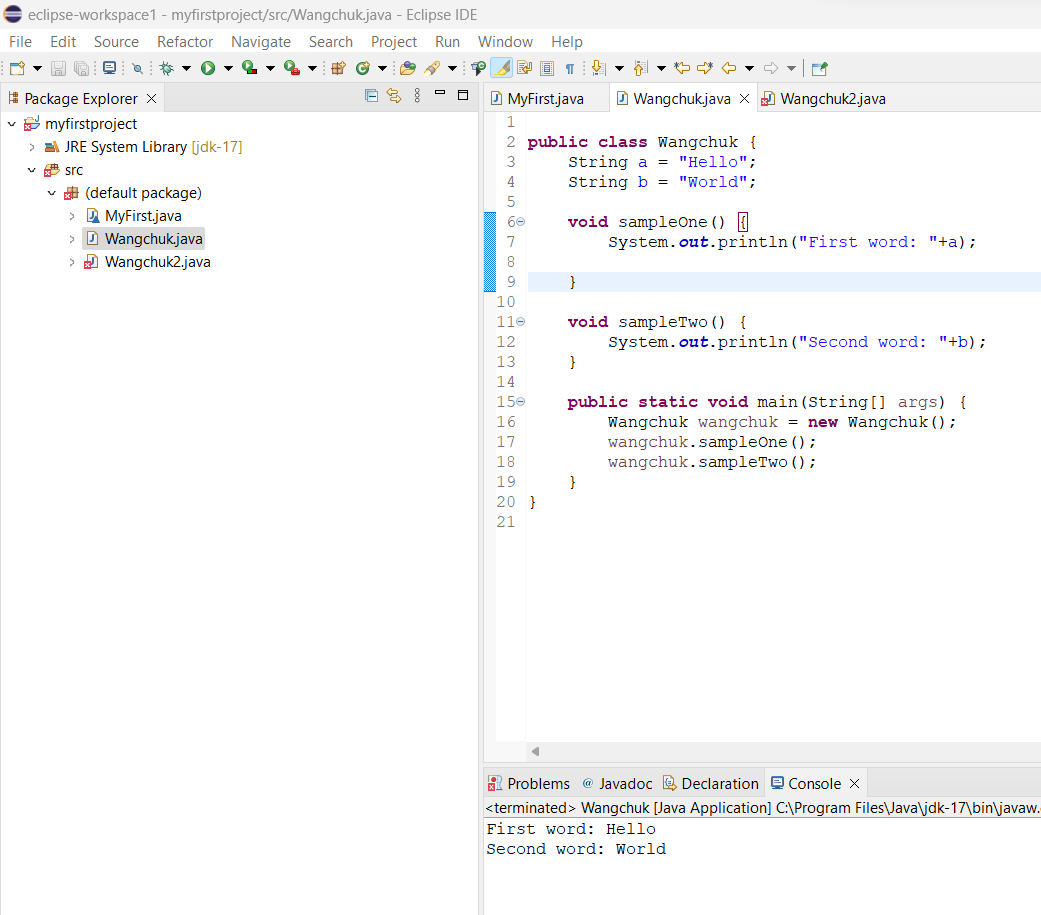 eclipse-workspace1 - myfirstproject/src/Wangchuk.java - Eclipse IDE
File Edit Source Refactor Navigate Search Project Run Window Help
Package Explorer
myfirstproject
JRE System Library [jdk-17]
src
(default package)
MyFirst.java
Wangchuk.java
Wangchuk2.java
MyFirst.java Wangchuk.java Wangchuk2.java
1
2 public class Wangchuk {
3 String a = "Hello";
4 String b = "World";
5
6 void sampleOne() {
7 System.out.println("First word: "+a);
8
9 }
10
11 void sampleTwo() {
12 System.out.println("Second word: "+b);
13 }
14
15 public static void main(String[] args) {
16 Wangchuk wangchuk = new Wangchuk();
17 wangchuk.sampleOne();
18 wangchuk.sampleTwo();
19 }
20 }
21
Problems @ Javadoc Declaration Console
<terminated> Wangchuk [Java Application] C:\Program Files\Java\jdk-17\bin\javaw.
First word: Hello
Second word: World